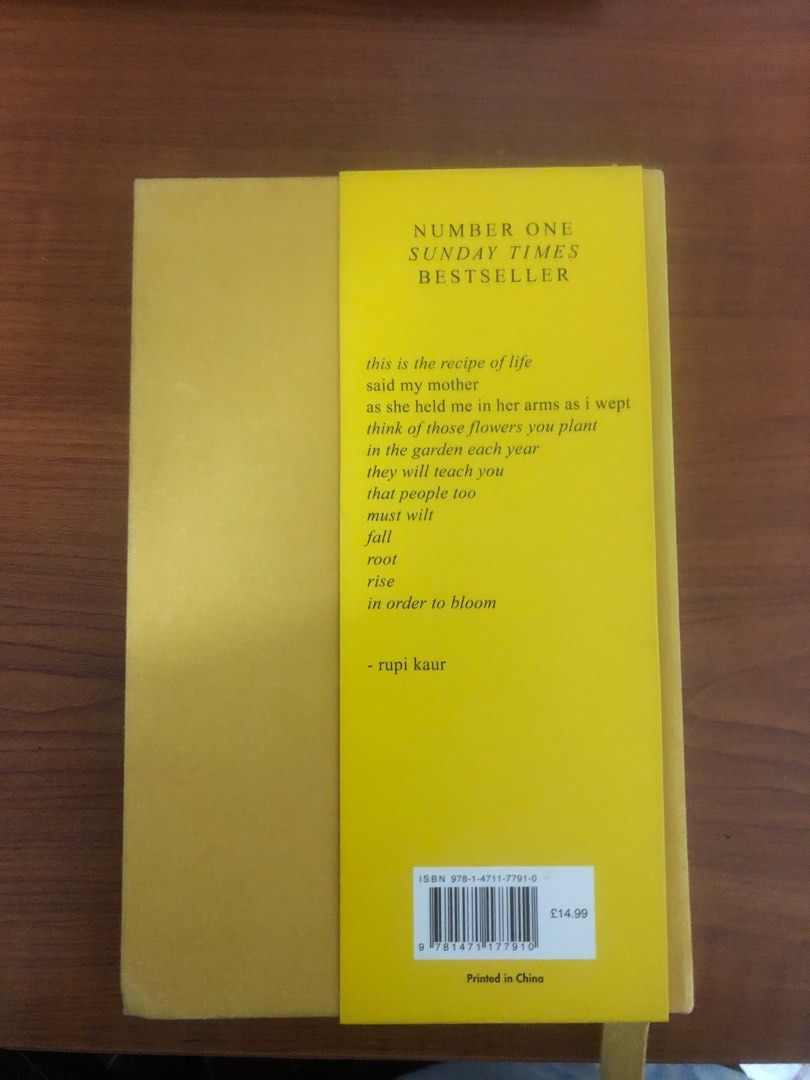 NUMBER ONE
SUNDAY TIMES
BESTSELLER
this is the recipe of life
said my mother
as she held me in her arms as i wept
think of those flowers you plant
in the garden each year
they will teach you
that people too
must wilt
fall
root
rise
in order to bloom
- rupi kaur
ISBN 978-1-4711-7791-0
£14.99
9 781471 177910
Printed in China